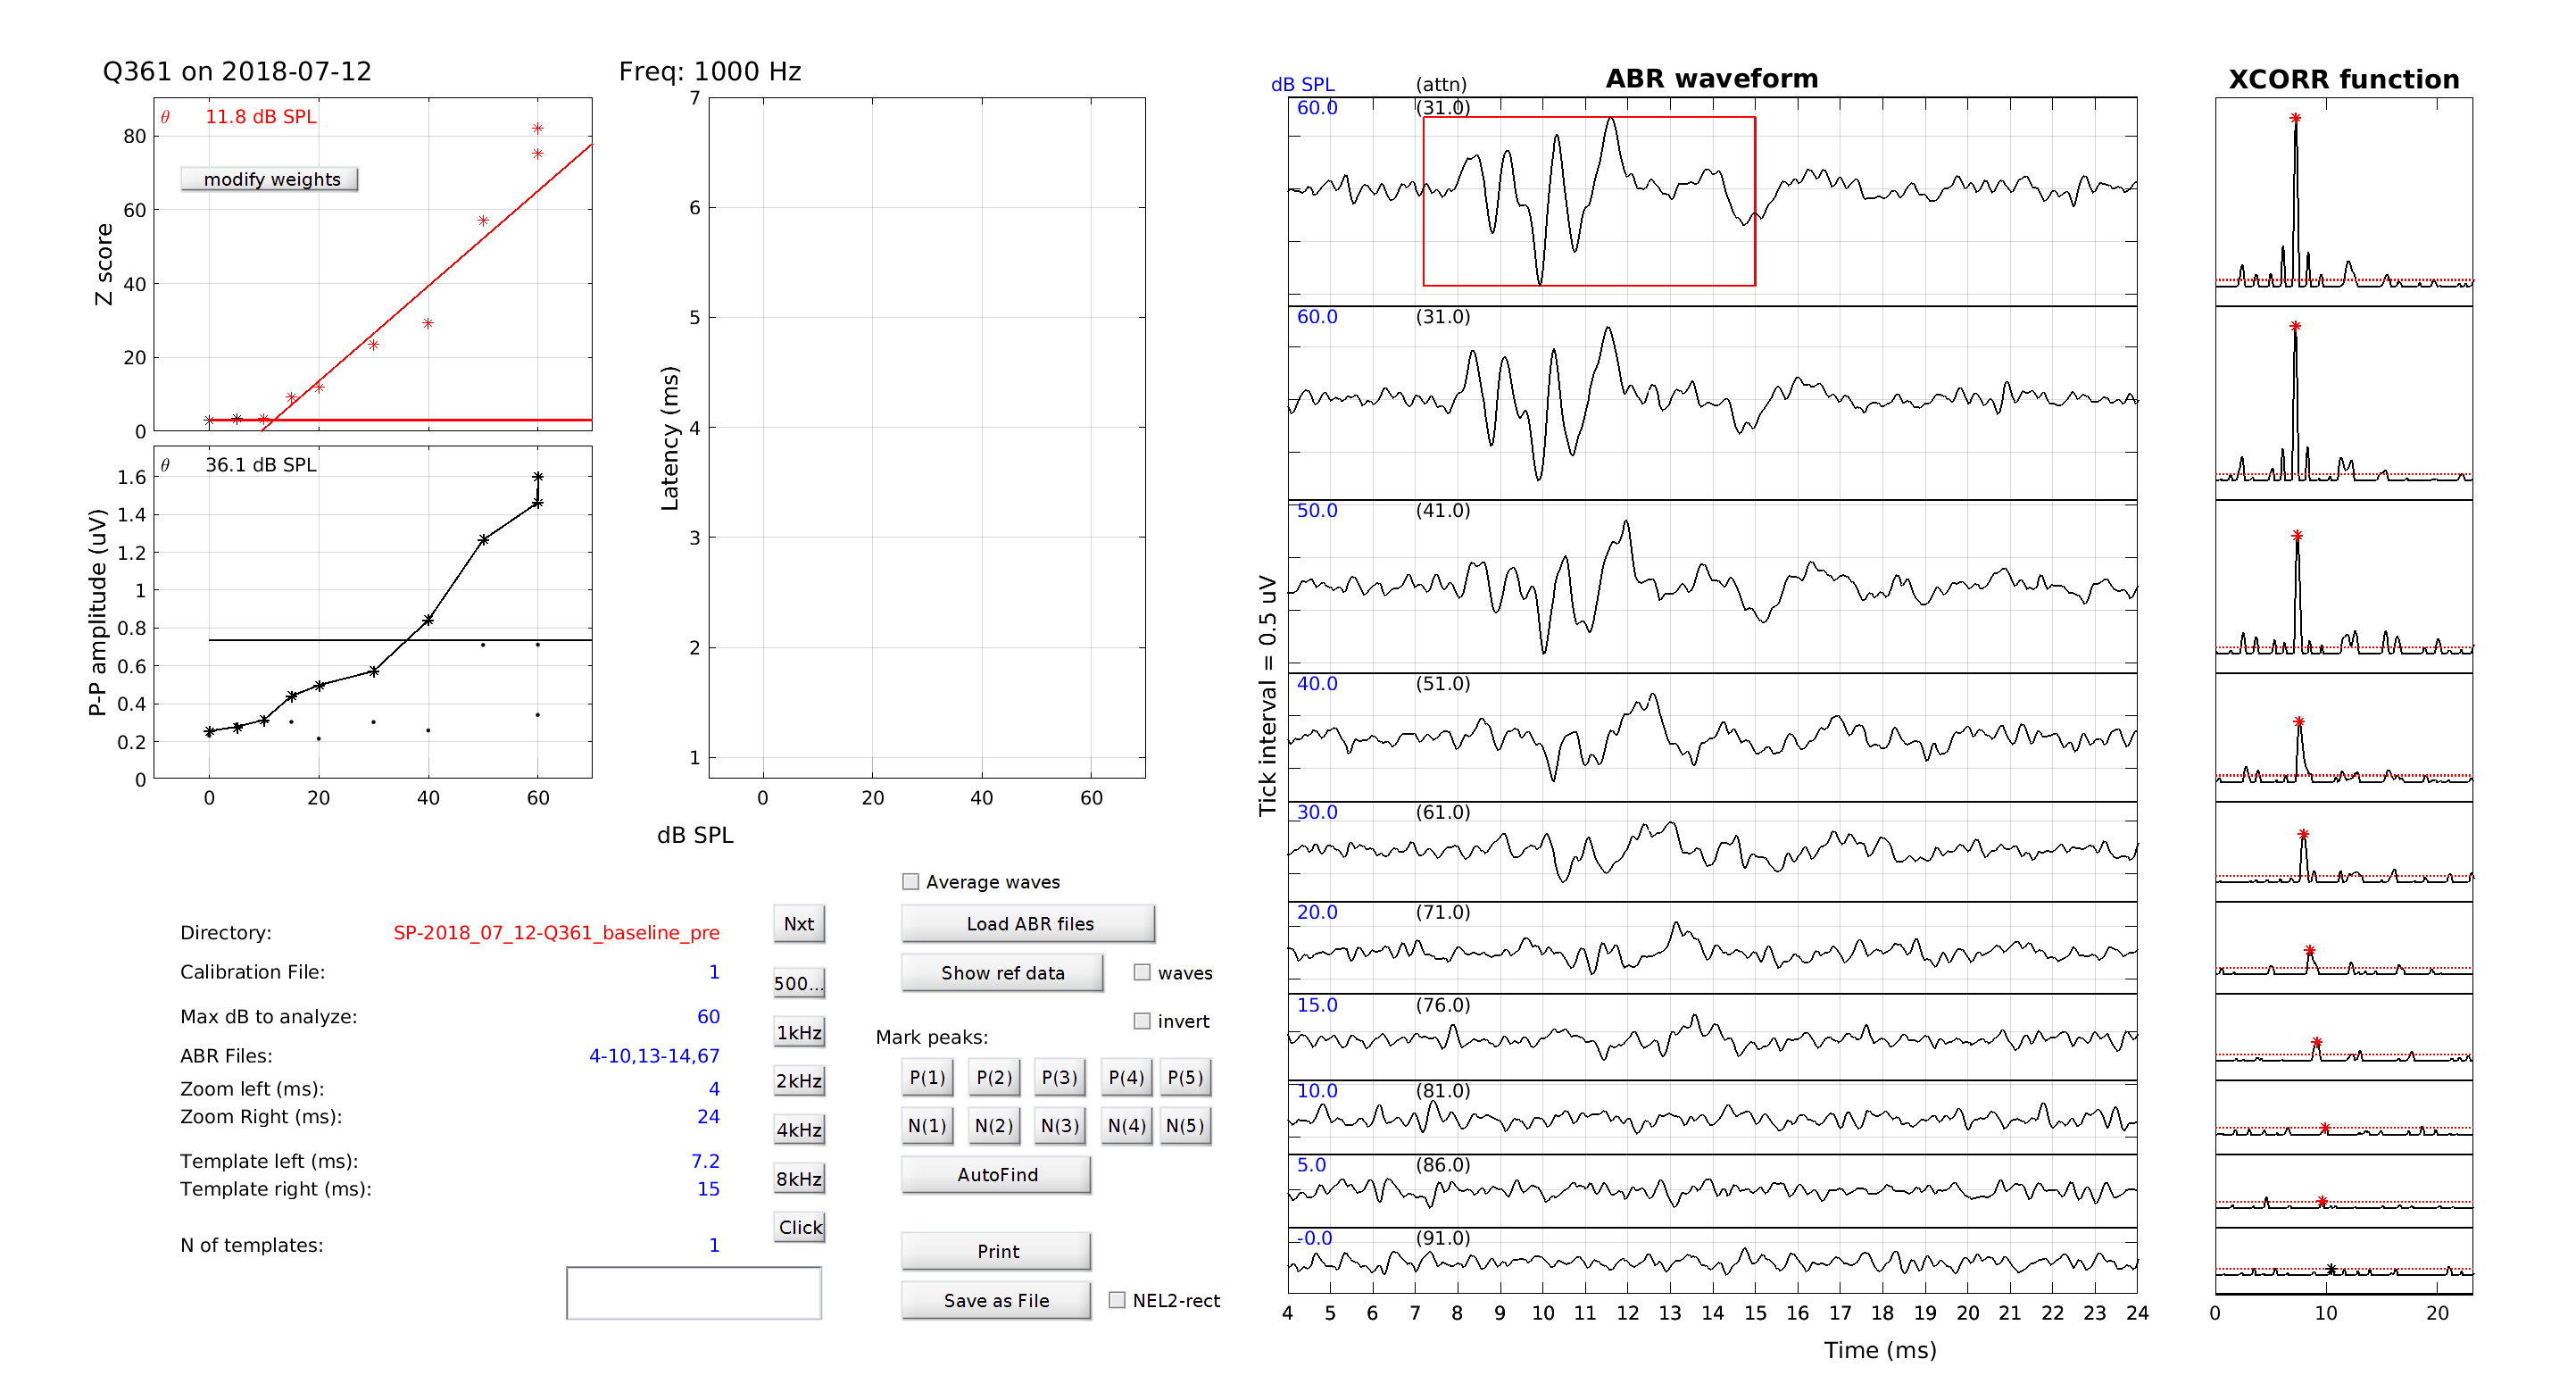 Q361 on 2018-07-12
Freq: 1000 Hz
θ 11.8 dB SPL
modify weights
80
60
40
20
0
Z score
θ 36.1 dB SPL
1.6
1.4
1.2
1
0.8
0.6
0.4
0.2
0
P-P amplitude (uV)
0 20 40 60
7
6
5
4
3
2
1
Latency (ms)
0 20 40 60
dB SPL
Directory: SP-2018_07_12-Q361_baseline_pre
Calibration File: 1
Max dB to analyze: 60
ABR Files: 4-10,13-14,67
Zoom left (ms): 4
Zoom Right (ms): 24
Template left (ms): 7.2
Template right (ms): 15
N of templates: 1
Nxt
500...
1kHz
2kHz
4kHz
8kHz
Click
Average waves
Load ABR files
Show ref data
waves
invert
Mark peaks:
P(1) P(2) P(3) P(4) P(5)
N(1) N(2) N(3) N(4) N(5)
AutoFind
Print
Save as File
NEL2-rect
dB SPL (attn) ABR waveform
60.0 (31.0)
60.0 (31.0)
50.0 (41.0)
40.0 (51.0)
30.0 (61.0)
20.0 (71.0)
15.0 (76.0)
10.0 (81.0)
5.0 (86.0)
-0.0 (91.0)
Tick interval = 0.5 uV
4 5 6 7 8 9 10 11 12 13 14 15 16 17 18 19 20 21 22 23 24
Time (ms)
XCORR function
0 10 20